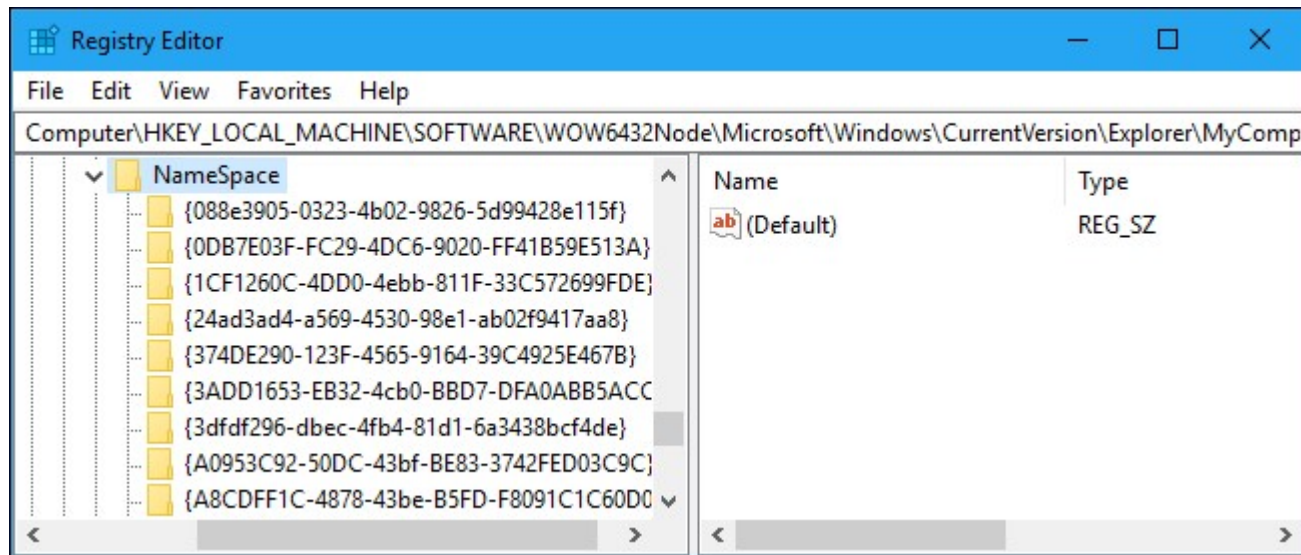 Registry Editor
File Edit View Favorites Help
Computer\HKEY_LOCAL_MACHINE\SOFTWARE\WOW6432Node\Microsoft\Windows\CurrentVersion\Explorer\MyComp
NameSpace
{088e3905-0323-4b02-9826-5d99428e115f}
{0DB7E03F-FC29-4DC6-9020-FF41B59E513A}
{1CF1260C-4DD0-4ebb-811F-33C572699FDE}
{24ad3ad4-a569-4530-98e1-ab02f9417aa8}
{374DE290-123F-4565-9164-39C4925E467B}
{3ADD1653-EB32-4cb0-BBD7-DFA0ABB5ACC
{3dfdf296-dbec-4fb4-81d1-6a3438bcf4de}
{A0953C92-50DC-43bf-BE83-3742FED03C9C}
{A8CDFF1C-4878-43be-B5FD-F8091C1C60D0
Name Type
ab (Default) REG_SZ